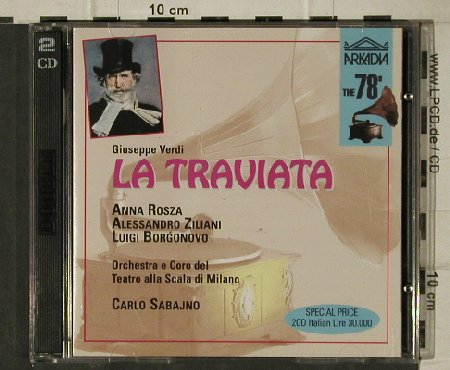 10 cm
2
CD
ARKADIA
THE 78s
Giuseppe Verdi
LA TRAVIATA
ANNA ROSZA
ALESSANDRO ZILIANI
LUIGI BORGONOVO
Orchestra e Coro del
Teatro alla Scala di Milano
CARLO SABAJNO
SPECIAL PRICE
2CD Italian Lire 30.000
www.LPCD.de / CD
10 cm